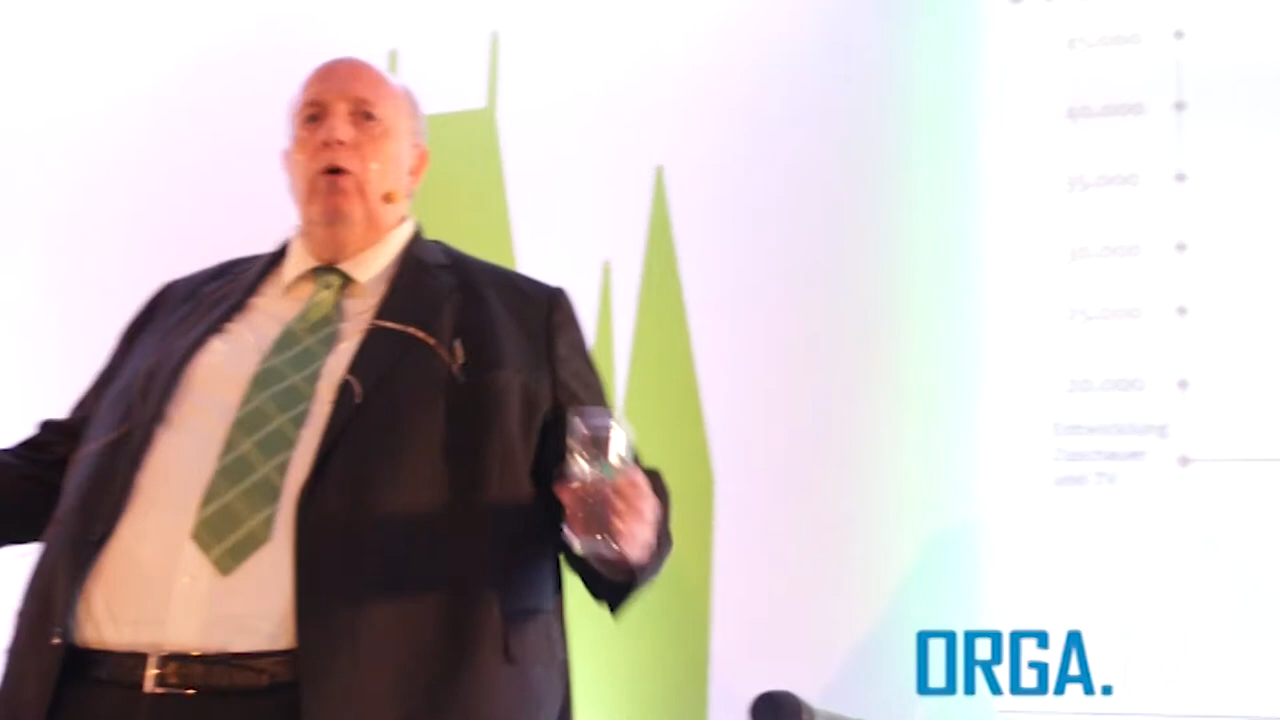 40.000
35.000
30.000
25.000
20.000
Entwicklung
Zuschauer
und TV
ORGA.